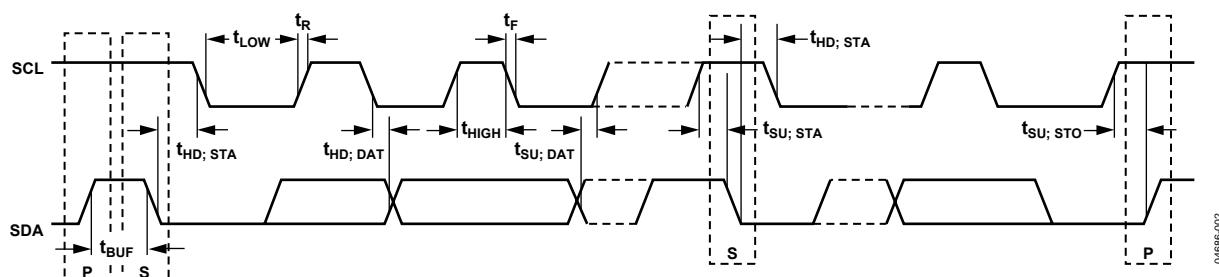 tR
tF
tLOW
tHD; STA
SCL
tHD; STA
tHD; DAT
tHIGH
tSU; DAT
tSU; STA
tSU; STO
SDA
tBUF
P
S
S
P
04686-002